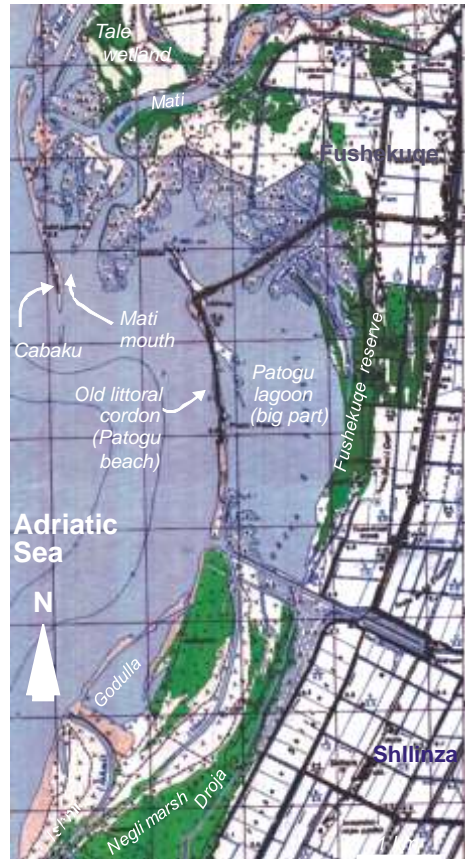 Tale
wetland
Mati
Fushekuqe
Mati
mouth
Cabaku
Patogu
lagoon
(big part)
Fushekuqe reserve
Old littoral
cordon
(Patogu
beach)
Adriatic
Sea
N
Godulla
Shllinza
Droja
Negli marsh